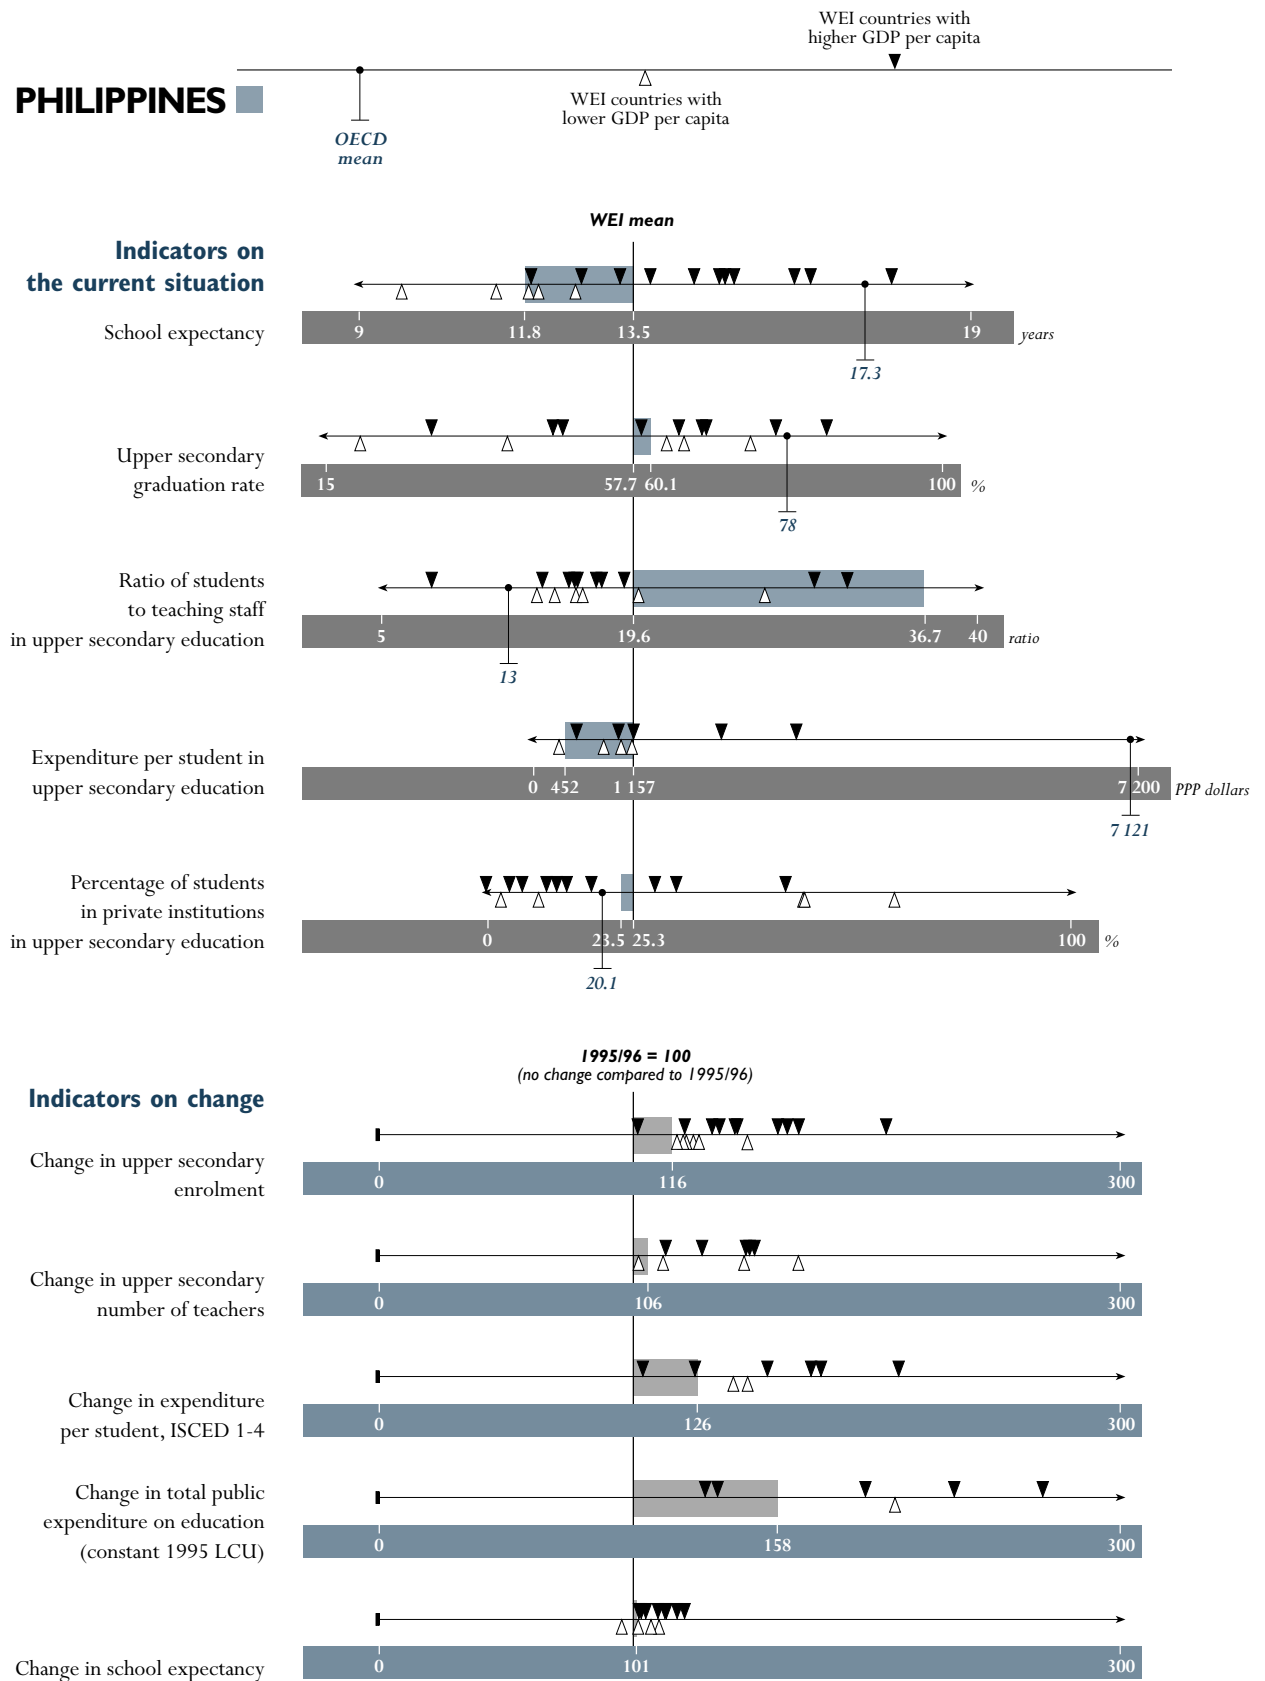 WEI countries with
higher GDP per capita
PHILIPPINES
WEI countries with
lower GDP per capita
OECD
mean
WEI mean
Indicators on
the current situation
School expectancy
9 11.8 13.5 19 years
17.3
Upper secondary
graduation rate
15 57.7 60.1 100 %
78
Ratio of students
to teaching staff
in upper secondary education
5 19.6 36.7 40 ratio
13
Expenditure per student in
upper secondary education
0 452 1 157 7 200 PPP dollars
7 121
Percentage of students
in private institutions
in upper secondary education
0 23.5 25.3 100 %
20.1
1995/96 = 100
(no change compared to 1995/96)
Indicators on change
Change in upper secondary
enrolment
0 116 300
Change in upper secondary
number of teachers
0 106 300
Change in expenditure
per student, ISCED 1-4
0 126 300
Change in total public
expenditure on education
(constant 1995 LCU)
0 158 300
Change in school expectancy
0 101 300